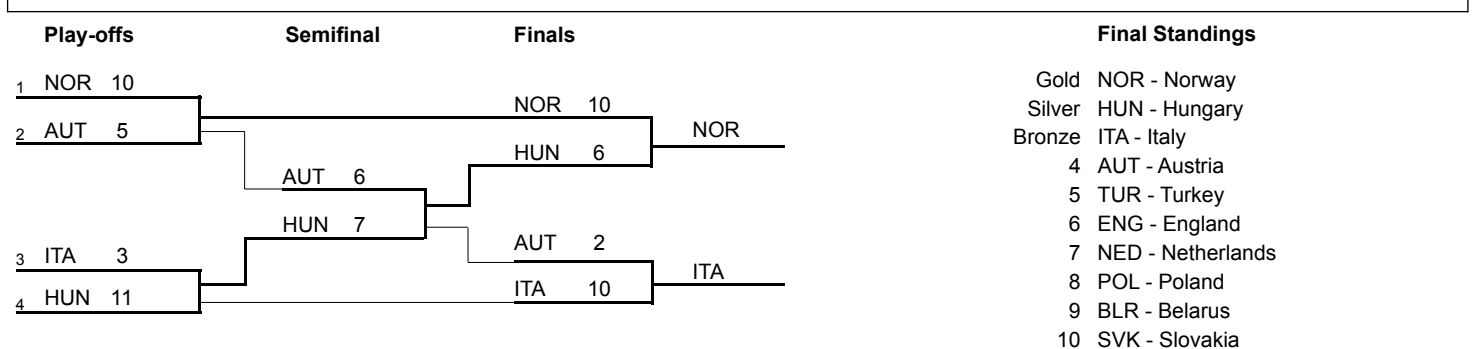 Play-offs Semifinal Finals Final Standings
1 NOR 10
2 AUT 5
3 ITA 3
4 HUN 11
AUT 6
HUN 7
NOR 10
HUN 6
NOR
AUT 2
ITA 10
ITA
Gold NOR - Norway
Silver HUN - Hungary
Bronze ITA - Italy
4 AUT - Austria
5 TUR - Turkey
6 ENG - England
7 NED - Netherlands
8 POL - Poland
9 BLR - Belarus
10 SVK - Slovakia